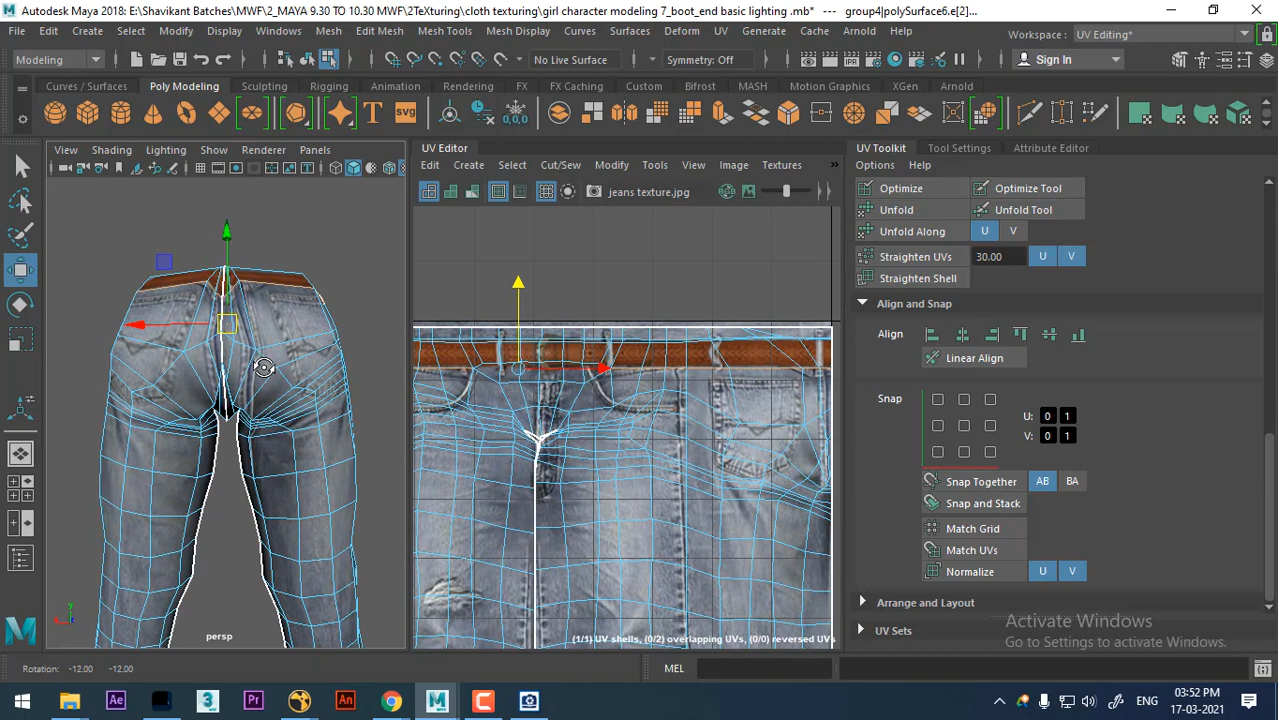 Autodesk Maya 2018: E:\Shavikant Batches\MWF\2_MAYA 9.30 TO 10.30 MWF\2TeXturing\cloth texturing\girl character modeling 7_boot_end basic lighting .mb* --- group4|polySurface6.e[2]...
File Edit Create Select Modify Display Windows Mesh Edit Mesh Mesh Tools Mesh Display Curves Surfaces Deform UV Generate Cache Arnold Help Workspace : UV Editing*
Modeling No Live Surface Symmetry: Off Sign In
Curves / Surfaces Poly Modeling Sculpting Rigging Animation Rendering FX FX Caching Custom Bifrost MASH Motion Graphics XGen Arnold
T svg 0,0,0
View Shading Lighting Show Renderer Panels
persp
UV Editor
Edit Create Select Cut/Sew Modify Tools View Image Textures »
jeans texture.jpg
(1/1) UV shells, (0/2) overlapping UVs, (0/0) reversed UVs
UV Toolkit Tool Settings Attribute Editor
Options Help
Optimize Optimize Tool
Unfold Unfold Tool
Unfold Along U V
Straighten UVs 30.00 U V
Straighten Shell
Align and Snap
Align
Linear Align
Snap U: 0 1
V: 0 1
Snap Together AB BA
Snap and Stack
Match Grid
Match UVs
Normalize U V
Arrange and Layout
UV Sets
Activate Windows
Go to Settings to activate Windows.
Rotation: -12.00 -12.00 MEL
Ae 3 Pr An M C ENG 03:52 PM
17-03-2021